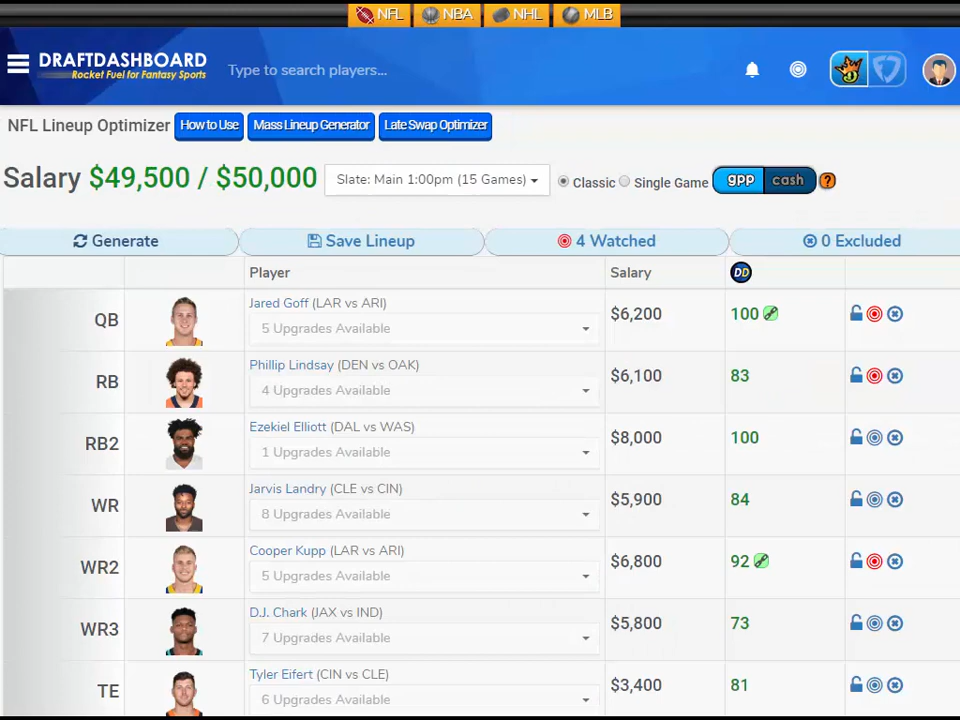 NFL NBA NHL MLB
DRAFTDASHBOARD
Rocket Fuel for Fantasy Sports
Type to search players...
NFL Lineup Optimizer How to Use Mass Lineup Generator Late Swap Optimizer
Salary $49,500 / $50,000 Slate: Main 1:00pm (15 Games) Classic Single Game gpp cash ?
Generate Save Lineup 4 Watched 0 Excluded
Player Salary DD
QB Jared Goff (LAR vs ARI) $6,200 100
5 Upgrades Available
RB Phillip Lindsay (DEN vs OAK) $6,100 83
4 Upgrades Available
RB2 Ezekiel Elliott (DAL vs WAS) $8,000 100
1 Upgrades Available
WR Jarvis Landry (CLE vs CIN) $5,900 84
8 Upgrades Available
WR2 Cooper Kupp (LAR vs ARI) $6,800 92
5 Upgrades Available
WR3 D.J. Chark (JAX vs IND) $5,800 73
7 Upgrades Available
TE Tyler Eifert (CIN vs CLE) $3,400 81
6 Upgrades Available